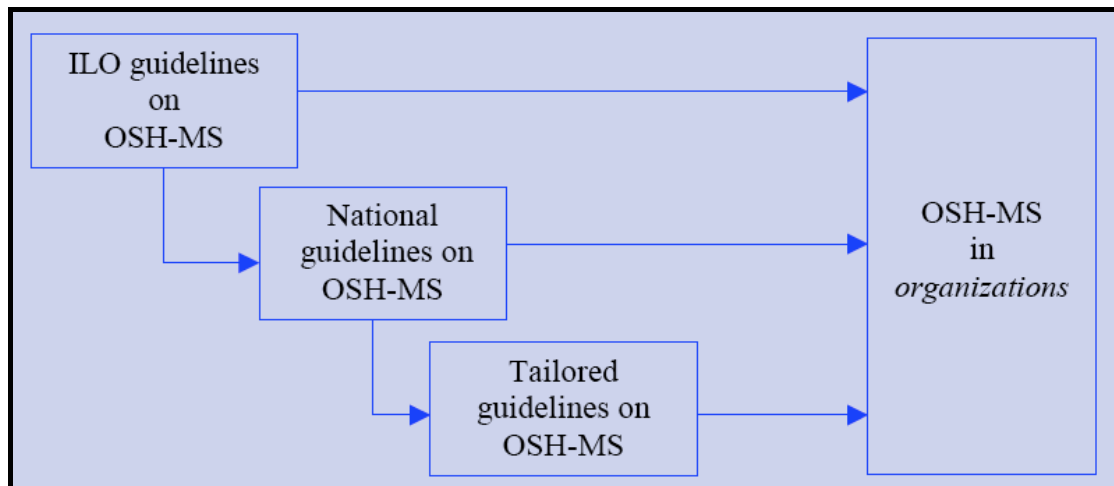 ILO guidelines
on
OSH-MS
National
guidelines on
OSH-MS
Tailored
guidelines on
OSH-MS
OSH-MS
in
organizations